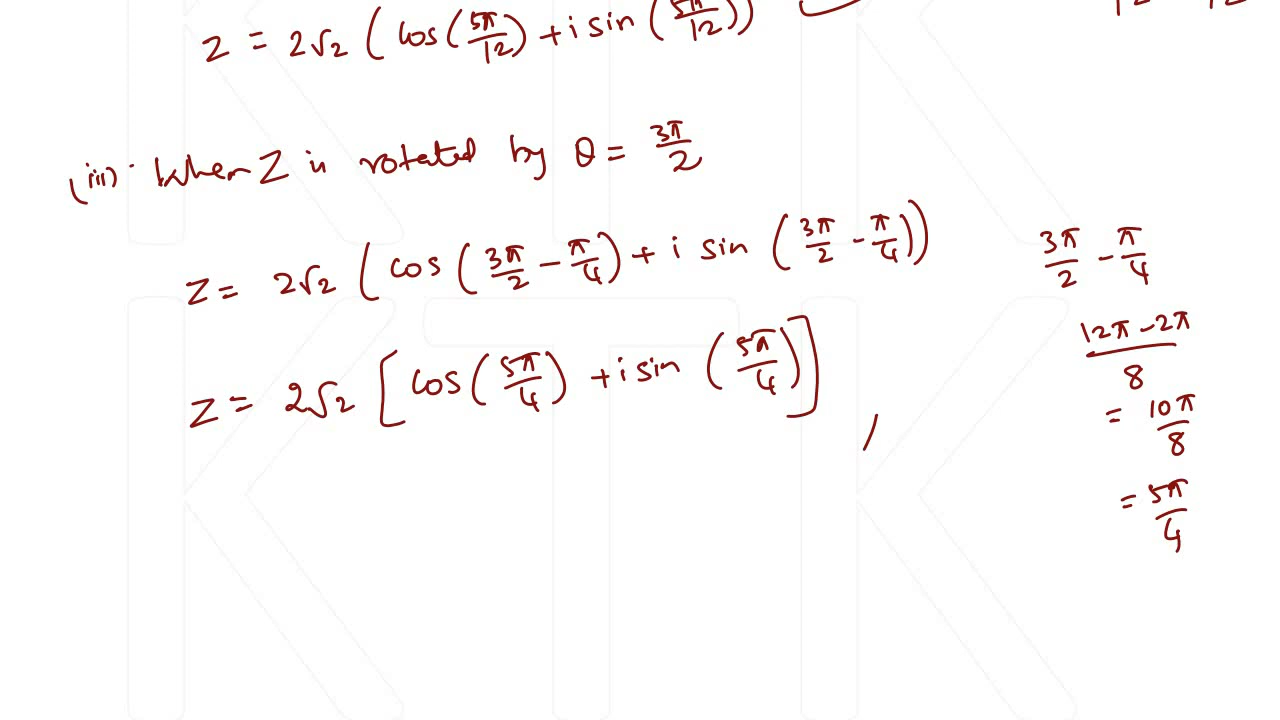 z = 2√2 (cos(5π/12) + i sin(5π/12))
(iii) When Z is rotated by θ = 3π/2
z = 2√2 (cos(3π/2 - π/4) + i sin(3π/2 - π/4))
z = 2√2 [cos(5π/4) + i sin(5π/4)]
3π/2 - π/4
12π - 2π/8
= 10π/8
= 5π/4
KTK